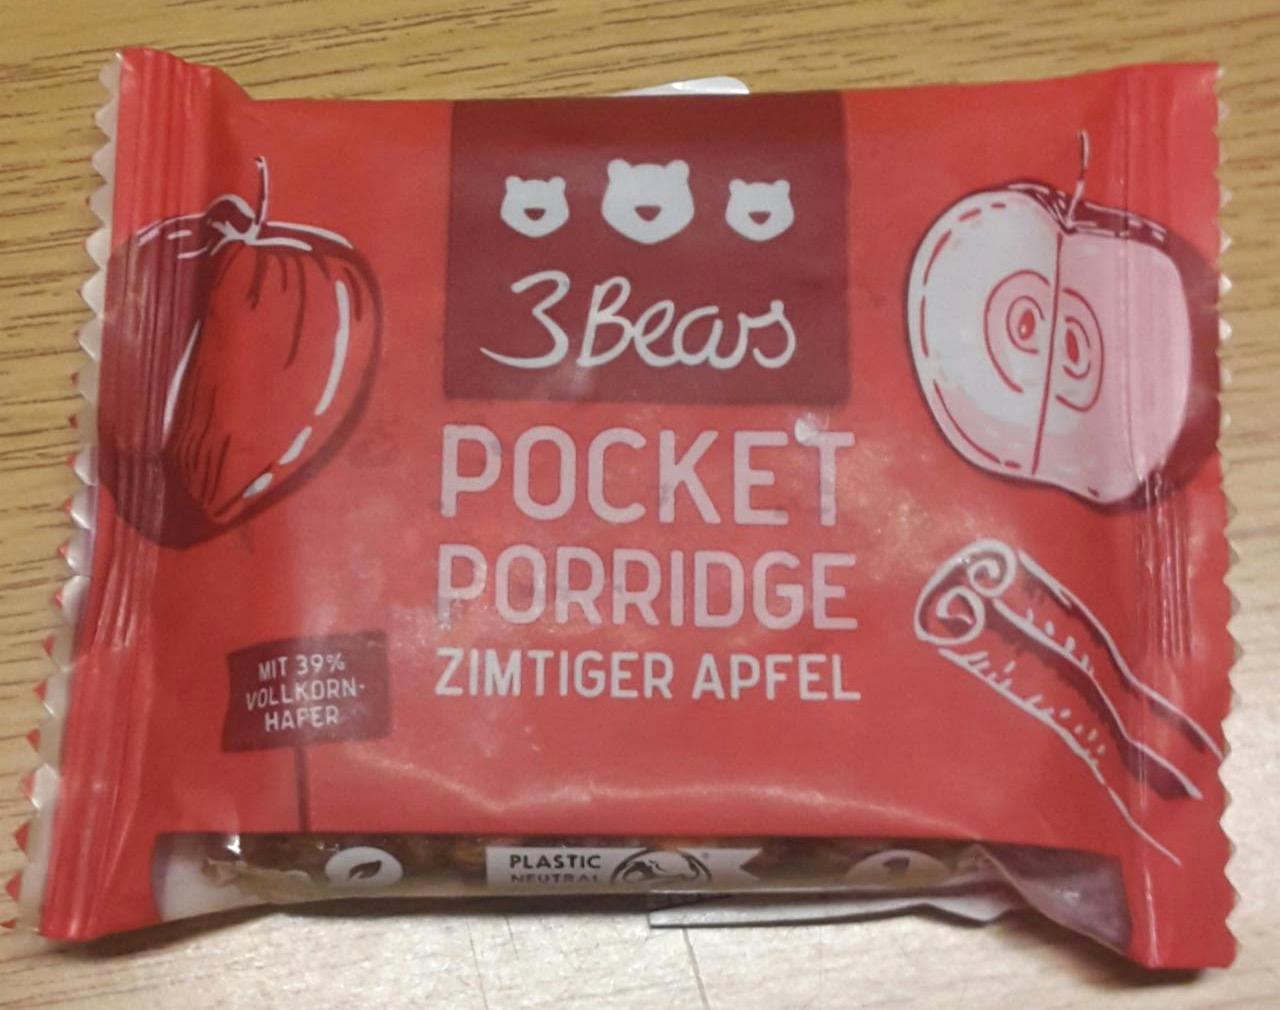 3Bears
POCKET
PORRIDGE
ZIMTIGER APFEL
MIT 39%
VOLLKORN-
HAFER
PLASTIC
NEUTRAL